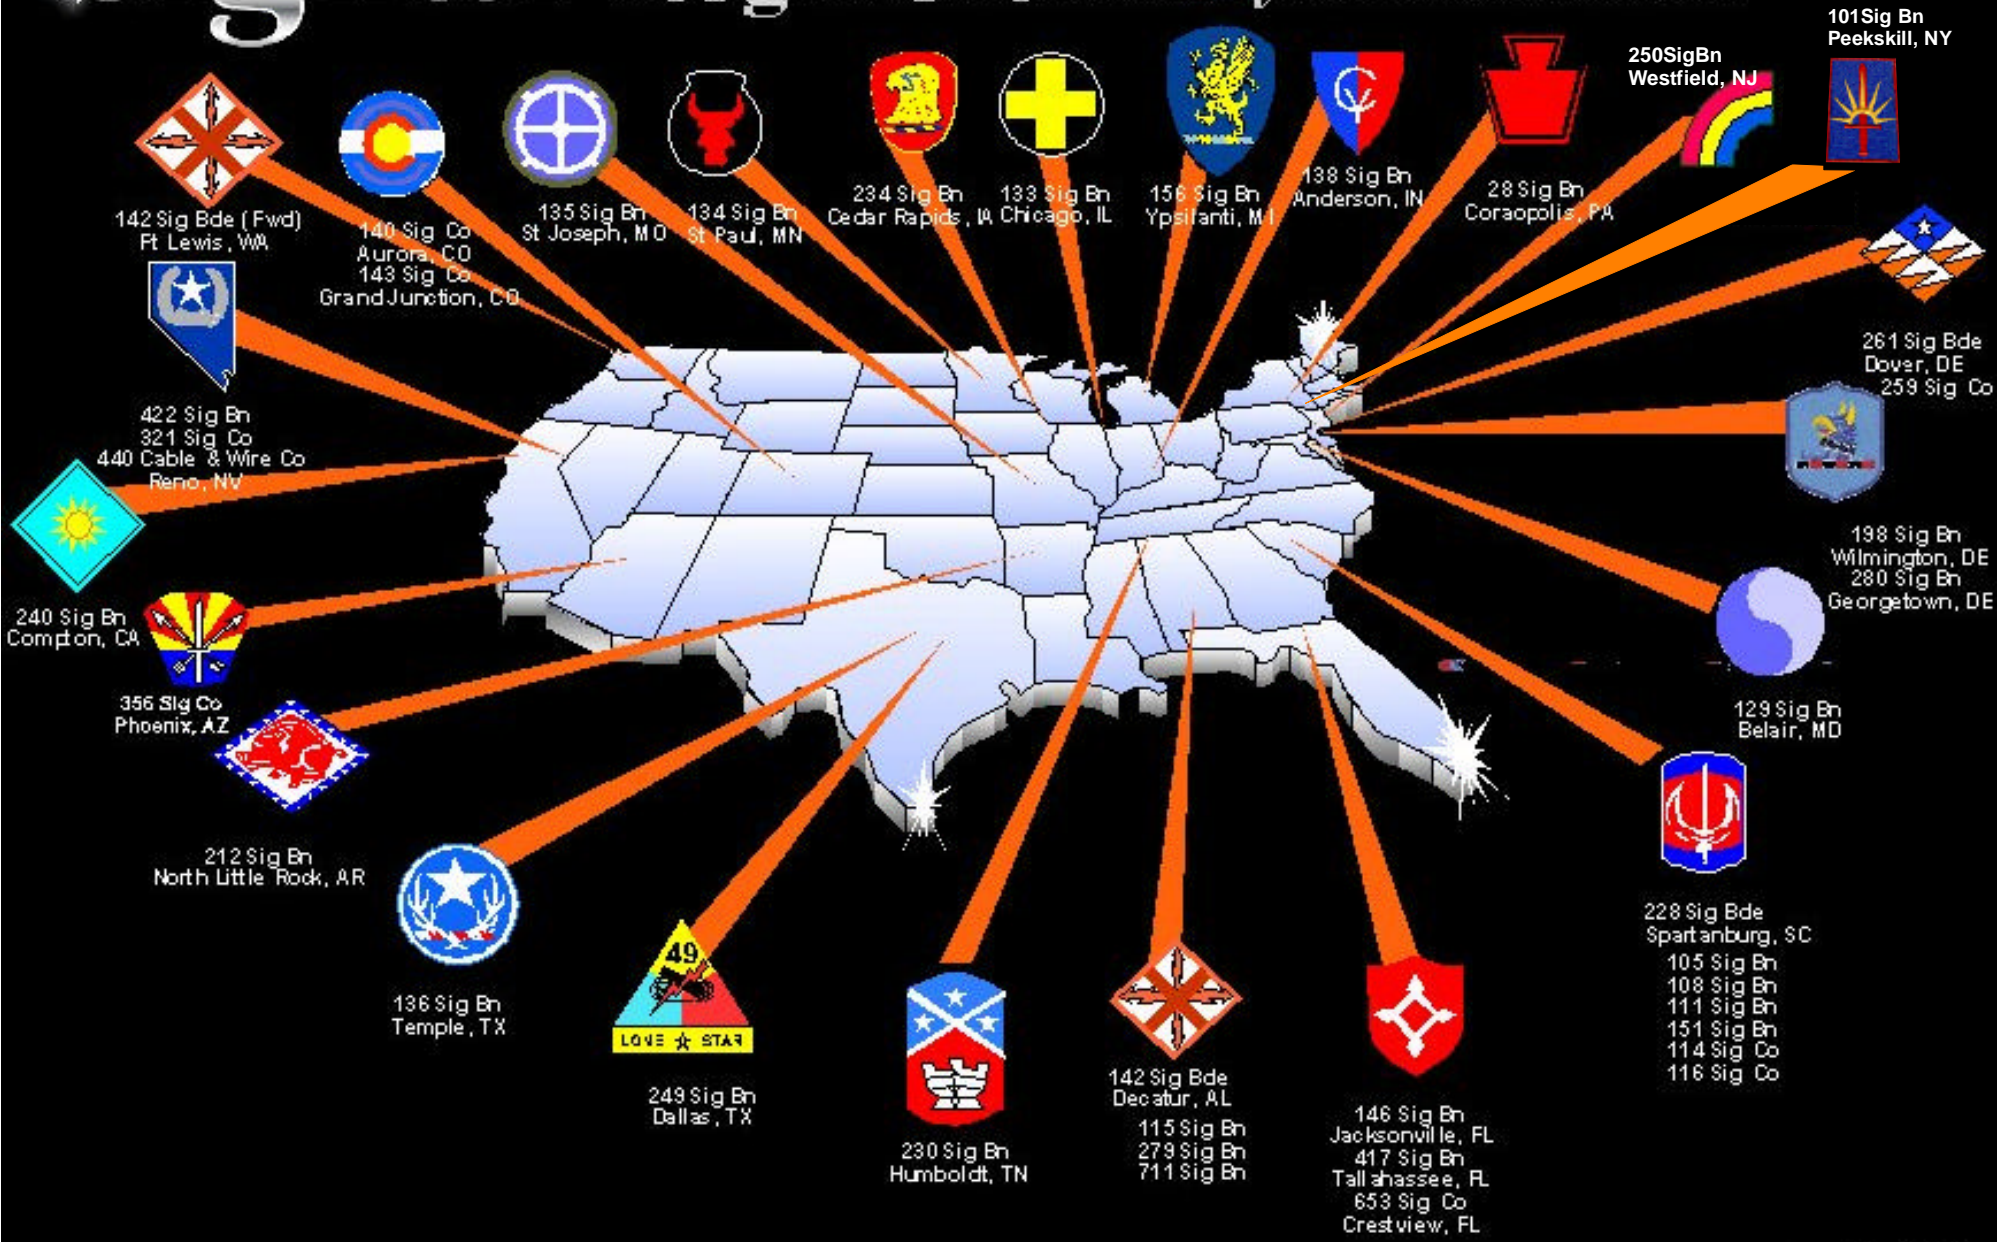 101Sig Bn
Peekskill, NY
250SigBn
Westfield, NJ
142 Sig Bde (Fwd)
Ft Lewis, WA
140 Sig Co
Aurora, CO
143 Sig Co
Grand Junction, CO
135 Sig Bn
St Joseph, MO
134 Sig Bn
St Paul, MN
234 Sig Bn
Cedar Rapids, IA
133 Sig Bn
Chicago, IL
156 Sig Bn
Ypsilanti, MI
138 Sig Bn
Anderson, IN
28 Sig Bn
Coraopolis, PA
261 Sig Bde
Dover, DE
259 Sig Co
422 Sig Bn
321 Sig Co
440 Cable & Wire Co
Reno, NV
198 Sig Bn
Wilmington, DE
280 Sig Bn
Georgetown, DE
240 Sig Bn
Compton, CA
356 Sig Co
Phoenix, AZ
129 Sig Bn
Belair, MD
212 Sig Bn
North Little Rock, AR
228 Sig Bde
Spartanburg, SC
105 Sig Bn
108 Sig Bn
111 Sig Bn
151 Sig Bn
114 Sig Co
116 Sig Co
136 Sig Bn
Temple, TX
49
LONE STAR
249 Sig Bn
Dallas, TX
230 Sig Bn
Humboldt, TN
142 Sig Bde
Decatur, AL
115 Sig Bn
279 Sig Bn
711 Sig Bn
146 Sig Bn
Jacksonville, FL
417 Sig Bn
Tallahassee, FL
653 Sig Co
Crestview, FL